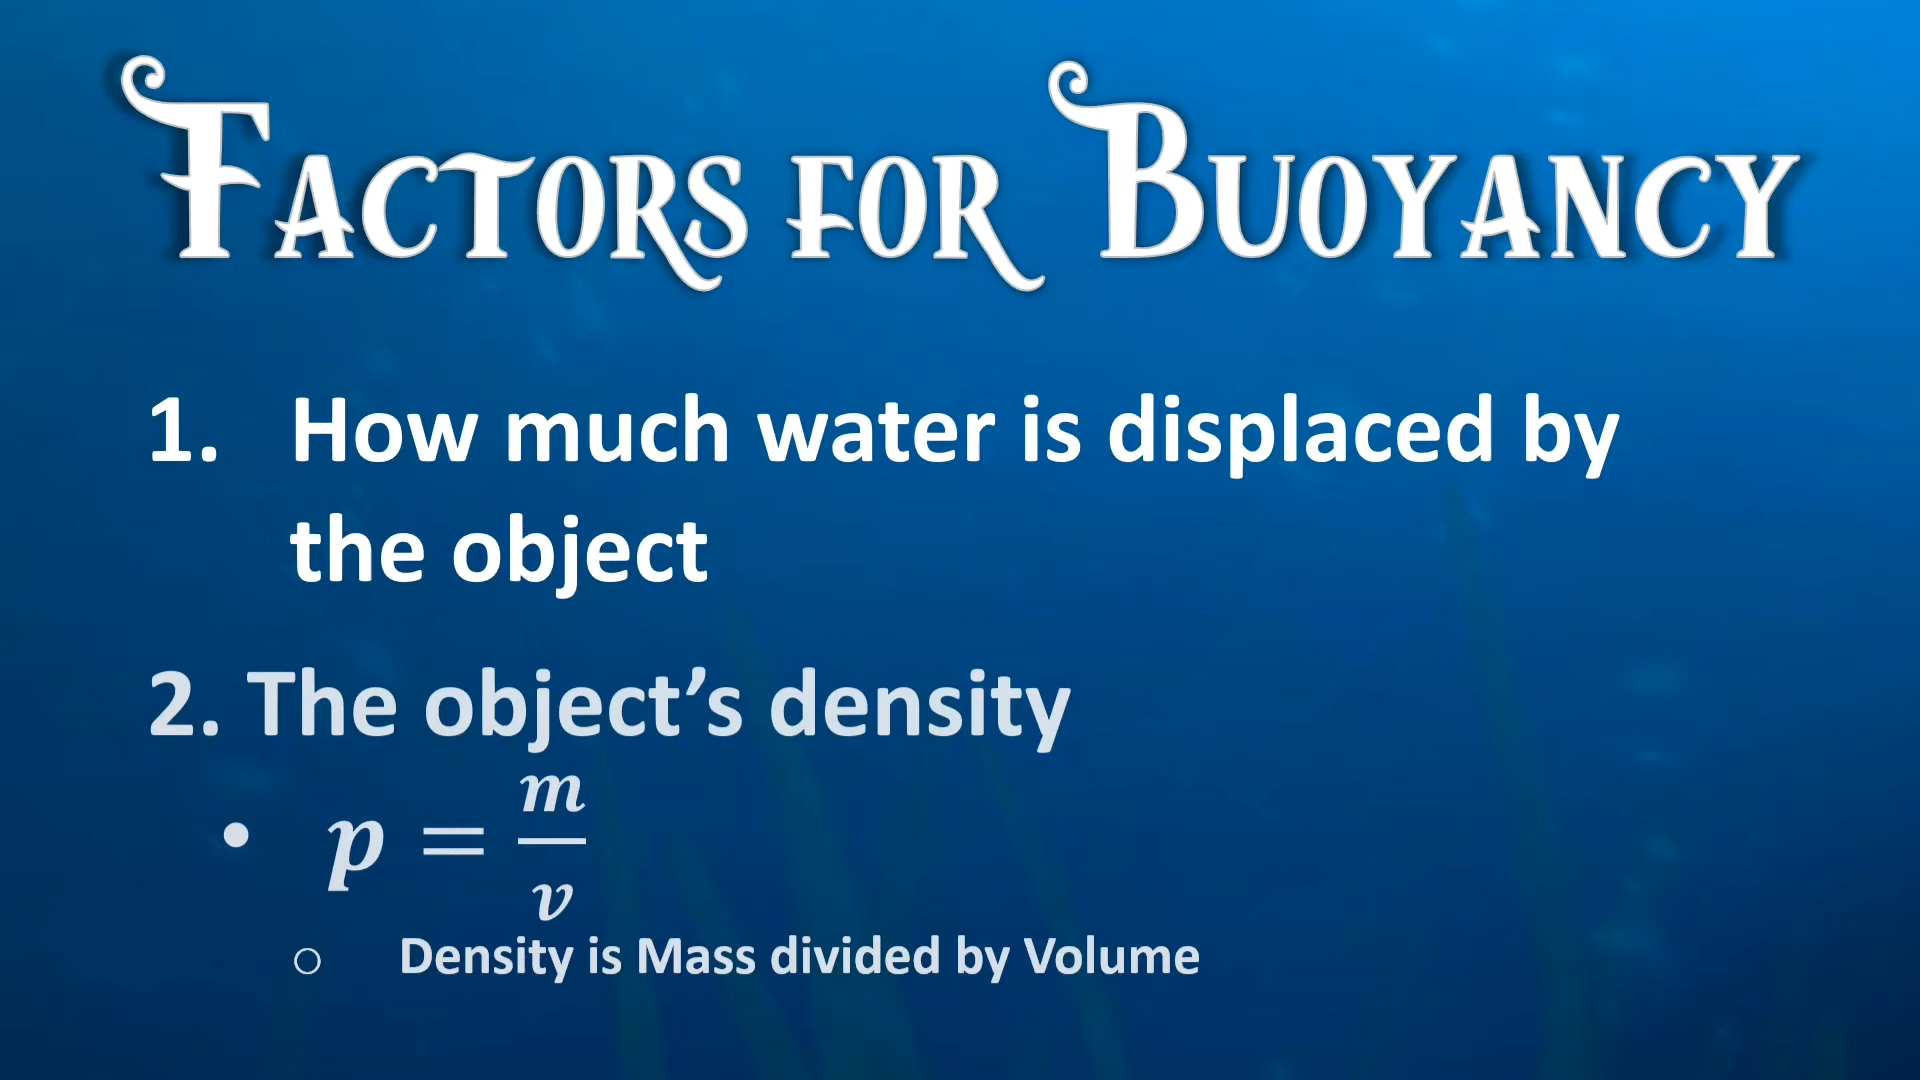 Factors for Buoyancy
1. How much water is displaced by
the object
2. The object’s density
• p = m/v
○ Density is Mass divided by Volume